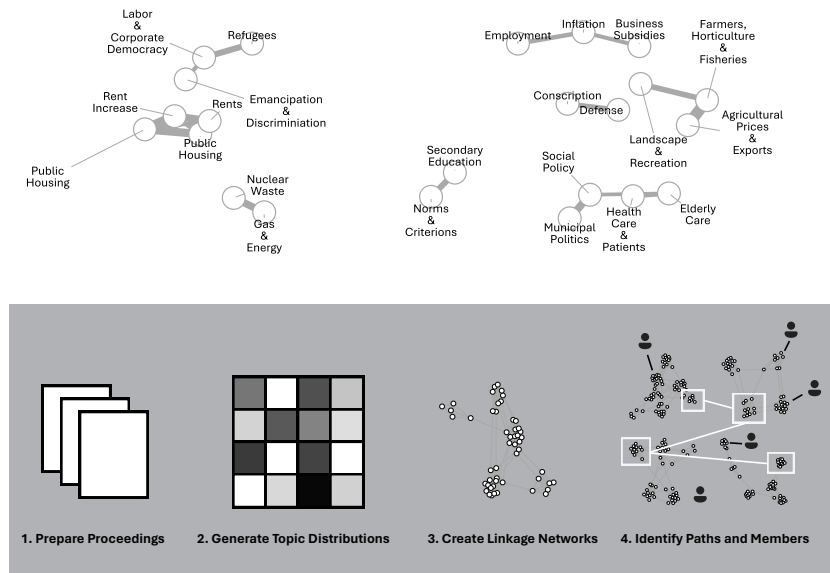 Labor
&
Corporate
Democracy
Refugees
Emancipation
&
Discriminiation
Rent
Increase
Rents
Public
Housing
Public
Housing
Nuclear
Waste
Gas
&
Energy
Employment
Inflation
Business
Subsidies
Farmers,
Horticulture
&
Fisheries
Conscription
Defense
Landscape
&
Recreation
Agricultural
Prices
&
Exports
Secondary
Education
Norms
&
Criterions
Social
Policy
Municipal
Politics
Health
Care
&
Patients
Elderly
Care
1. Prepare Proceedings
2. Generate Topic Distributions
3. Create Linkage Networks
4. Identify Paths and Members